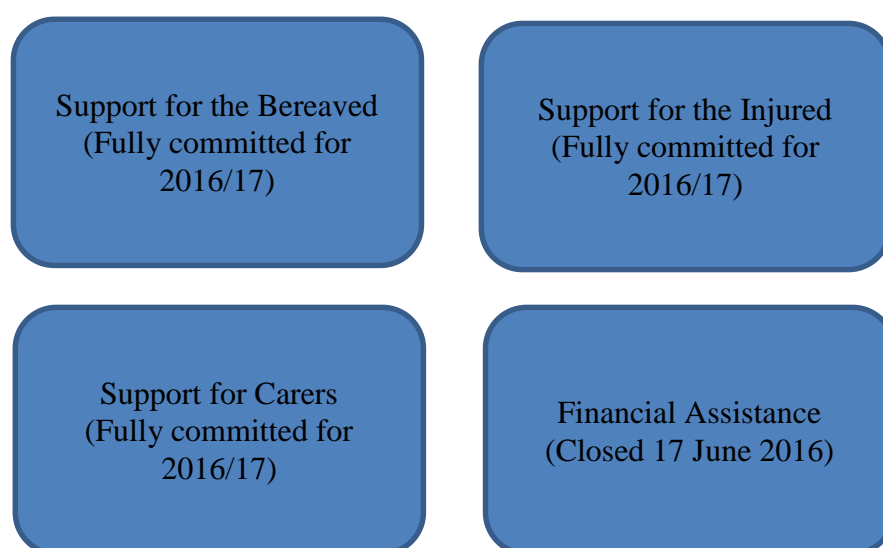 Support for the Bereaved
(Fully committed for
2016/17)
Support for the Injured
(Fully committed for
2016/17)
Support for Carers
(Fully committed for
2016/17)
Financial Assistance
(Closed 17 June 2016)